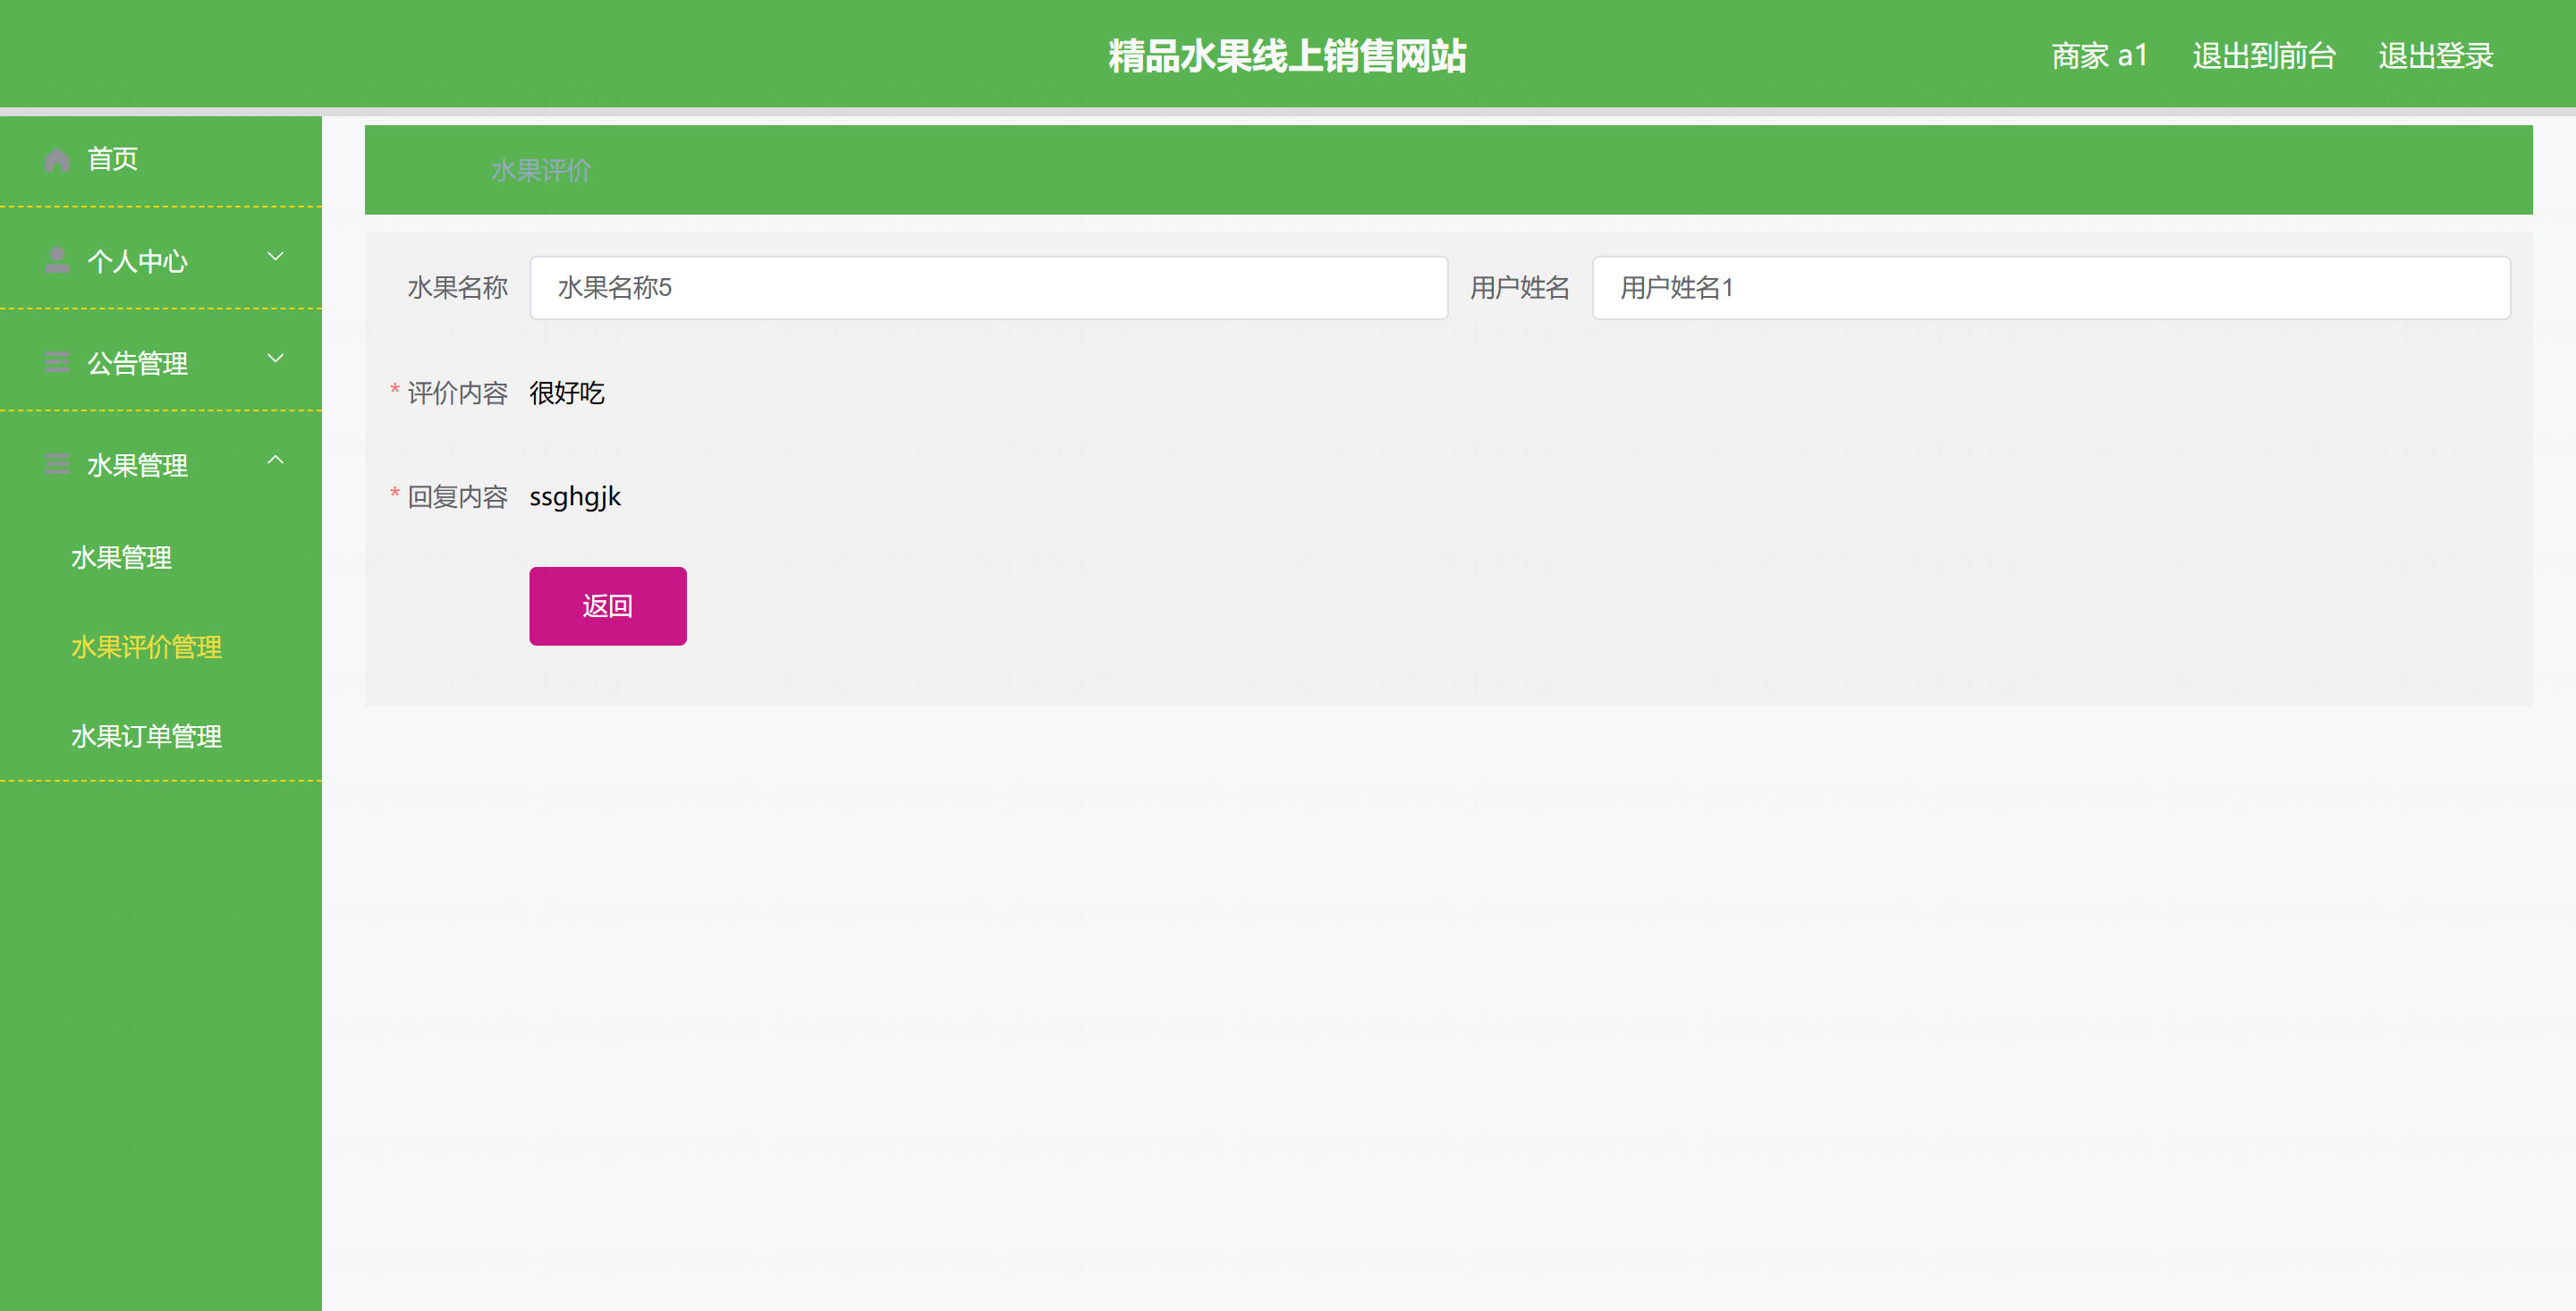 精品水果线上销售网站
商家 a1 退出到前台 退出登录
首页
个人中心
公告管理
水果管理
水果管理
水果评价管理
水果订单管理
水果评价
水果名称 水果名称5 用户姓名 用户姓名1
* 评价内容 很好吃
* 回复内容 ssghgjk
返回